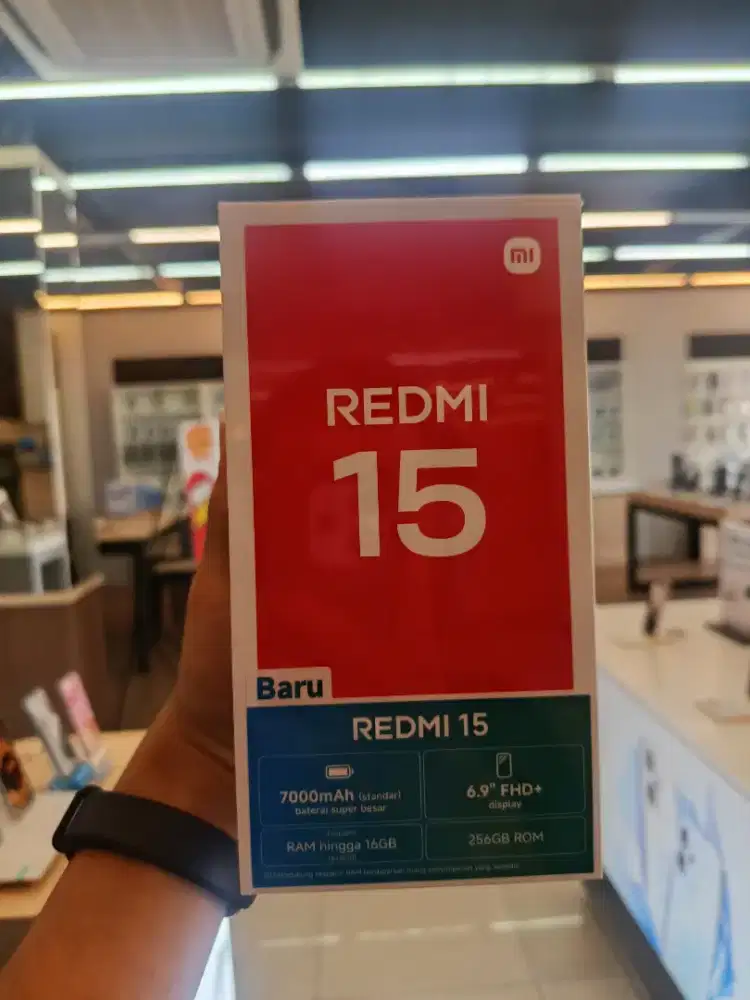 mi
REDMI
15
Baru
REDMI 15
7000mAh (standar)
baterai super besar
6.9" FHD+
display
RAM hingga 16GB
256GB ROM